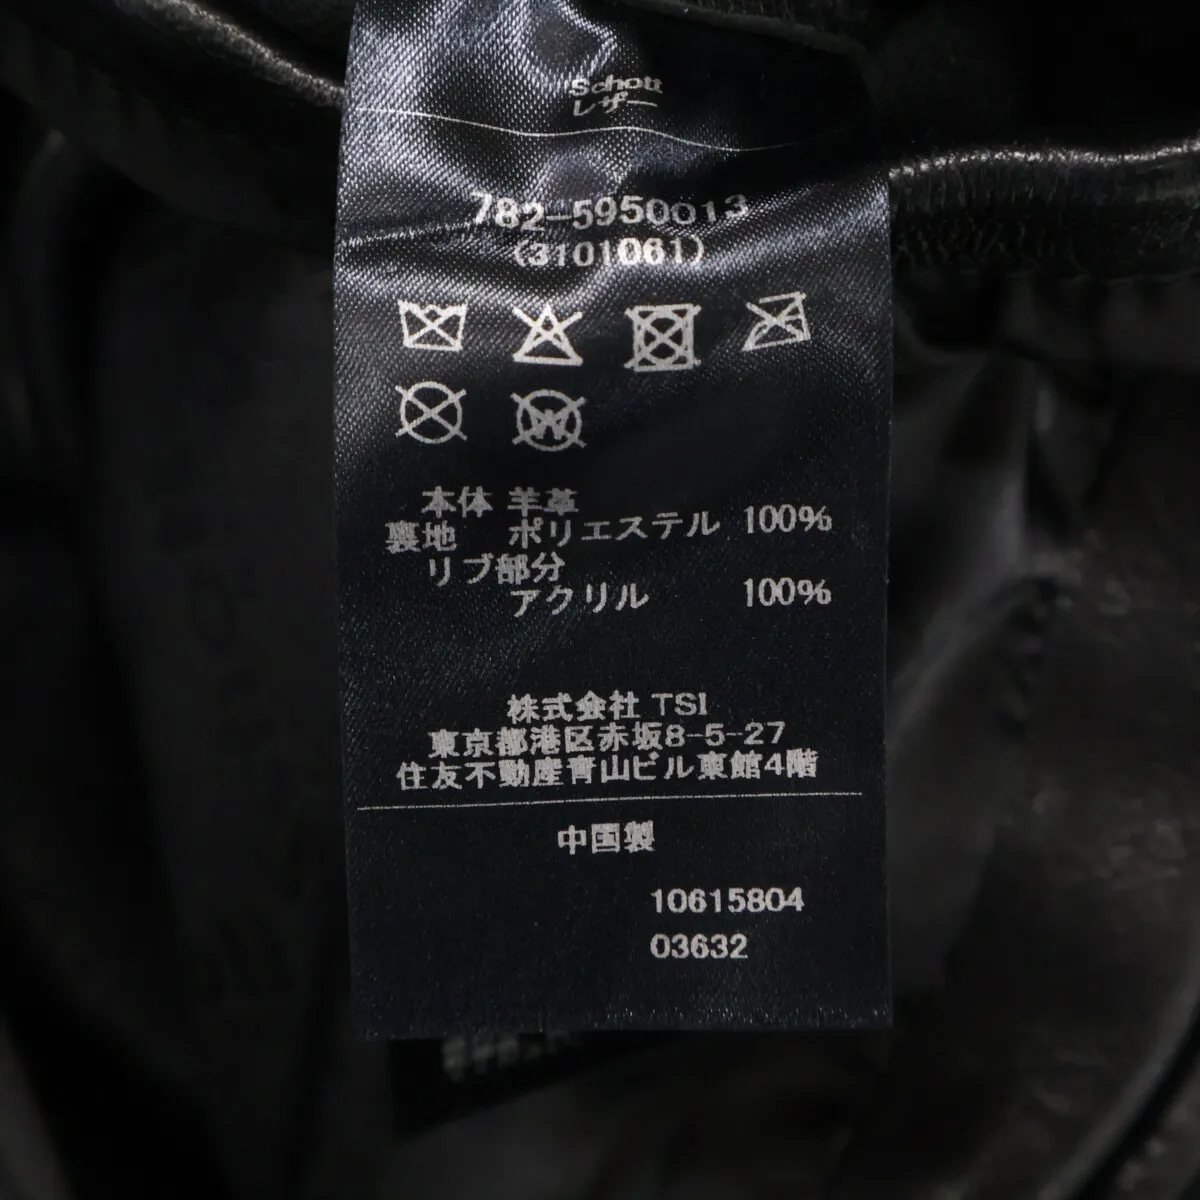 Schott
レザー
782-5950013
(3101061)
本体 羊革
裏地 ポリエステル 100%
リブ部分
アクリル 100%
株式会社 TSI
東京都港区赤坂8-5-27
住友不動産青山ビル東館4階
中国製
10615804
03632